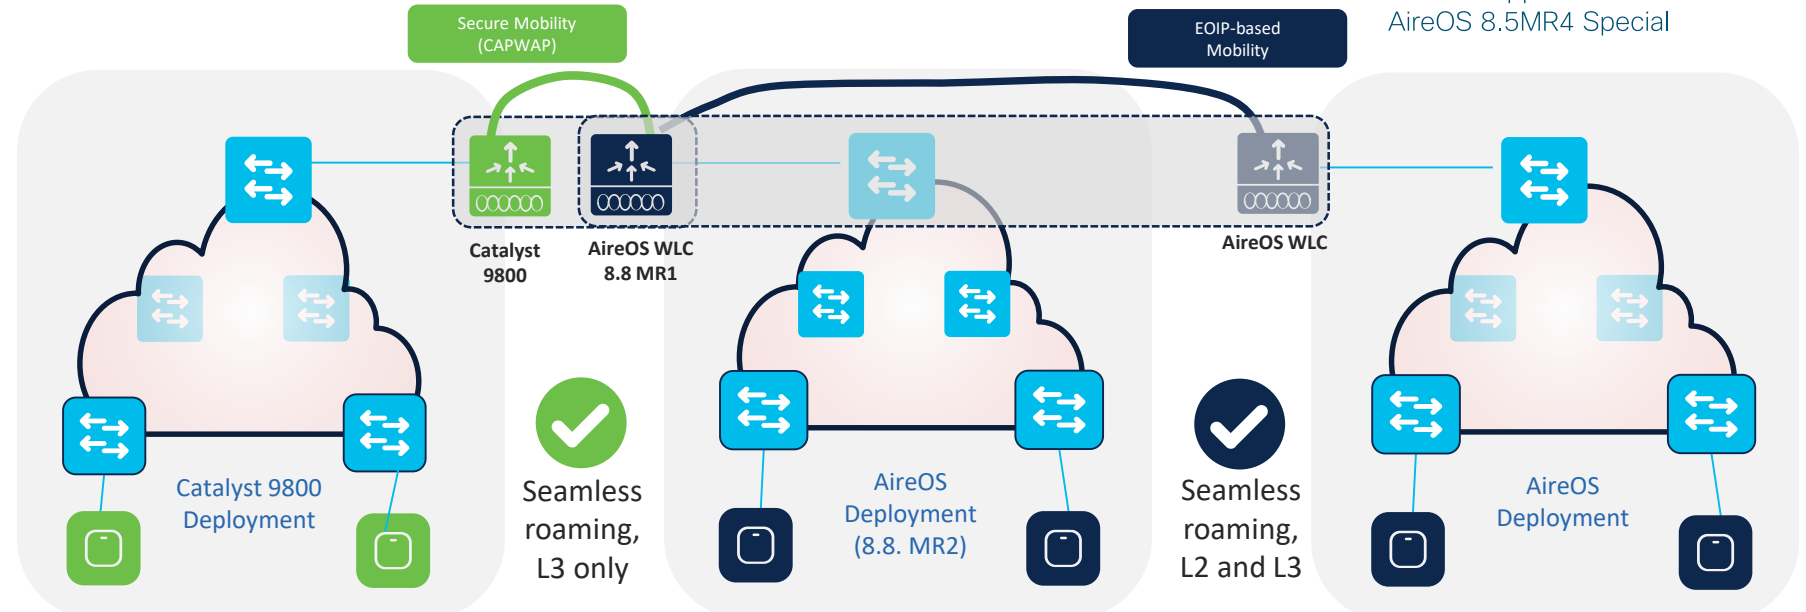 AireOS 8.5MR4 Special
Secure Mobility
(CAPWAP)
EOIP-based
Mobility
Catalyst
9800
AireOS WLC
8.8 MR1
AireOS WLC
Catalyst 9800
Deployment
Seamless
roaming,
L3 only
AireOS
Deployment
(8.8. MR2)
Seamless
roaming,
L2 and L3
AireOS
Deployment